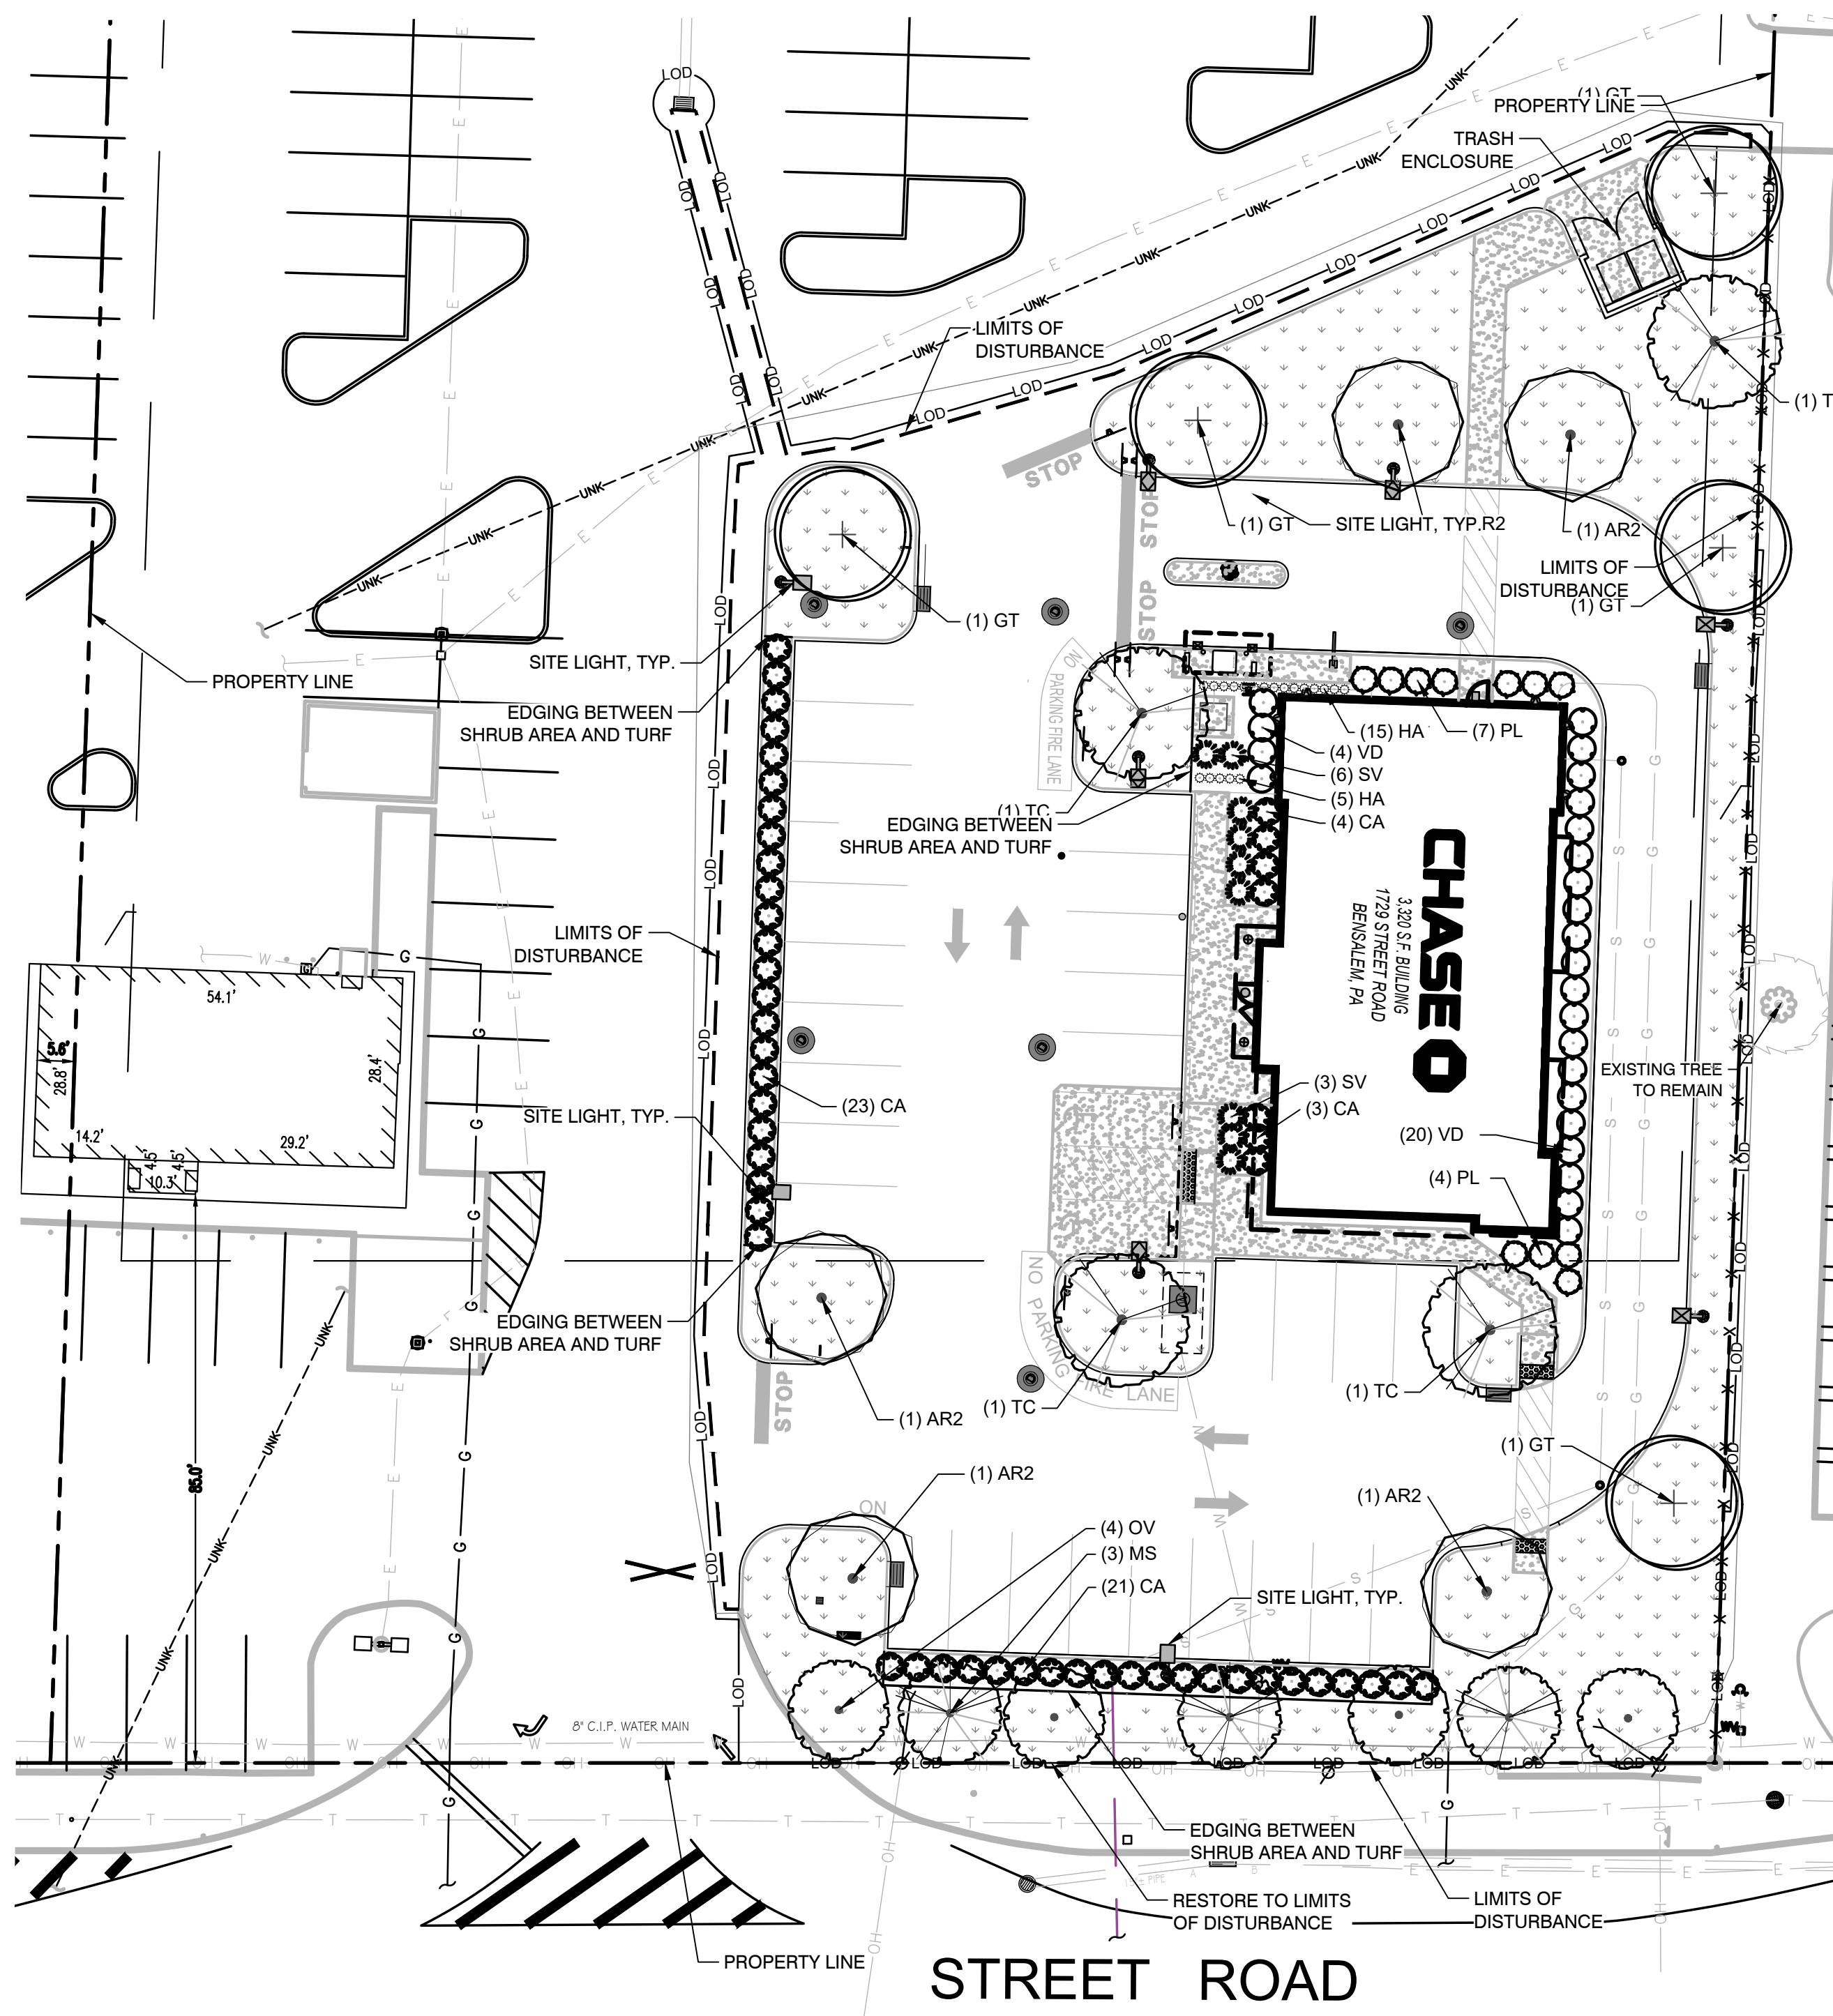 LOD
(1) GT
PROPERTY LINE
TRASH
ENCLOSURE
LIMITS OF
DISTURBANCE
(1) T
STOP
STOP
STOP
(1) GT
SITE LIGHT, TYP.R2
(1) AR2
LIMITS OF
DISTURBANCE
(1) GT
(1) GT
SITE LIGHT, TYP.
PROPERTY LINE
EDGING BETWEEN
SHRUB AREA AND TURF
NO
PARKING FIRE LANE
(15) HA
(7) PL
(4) VD
(6) SV
(5) HA
(4) CA
(1) TC
EDGING BETWEEN
SHRUB AREA AND TURF
CHASE
3,320 S.F. BUILDING
1729 STREET ROAD
BENSALEM, PA
LIMITS OF
DISTURBANCE
54.1'
5.6'
28.8'
28.4'
14.2'
29.2'
4.5'
4.5'
10.3'
85.0'
EXISTING TREE
TO REMAIN
(3) SV
(3) CA
(23) CA
SITE LIGHT, TYP.
(20) VD
(4) PL
EDGING BETWEEN
SHRUB AREA AND TURF
NO PARKING FIRE LANE
STOP
(1) AR2
(1) TC
(1) TC
(1) GT
(1) AR2
(1) AR2
NO
(4) OV
(3) MS
(21) CA
SITE LIGHT, TYP.
8" C.I.P. WATER MAIN
EDGING BETWEEN
SHRUB AREA AND TURF
RESTORE TO LIMITS
OF DISTURBANCE
LIMITS OF
DISTURBANCE
PROPERTY LINE
STREET ROAD